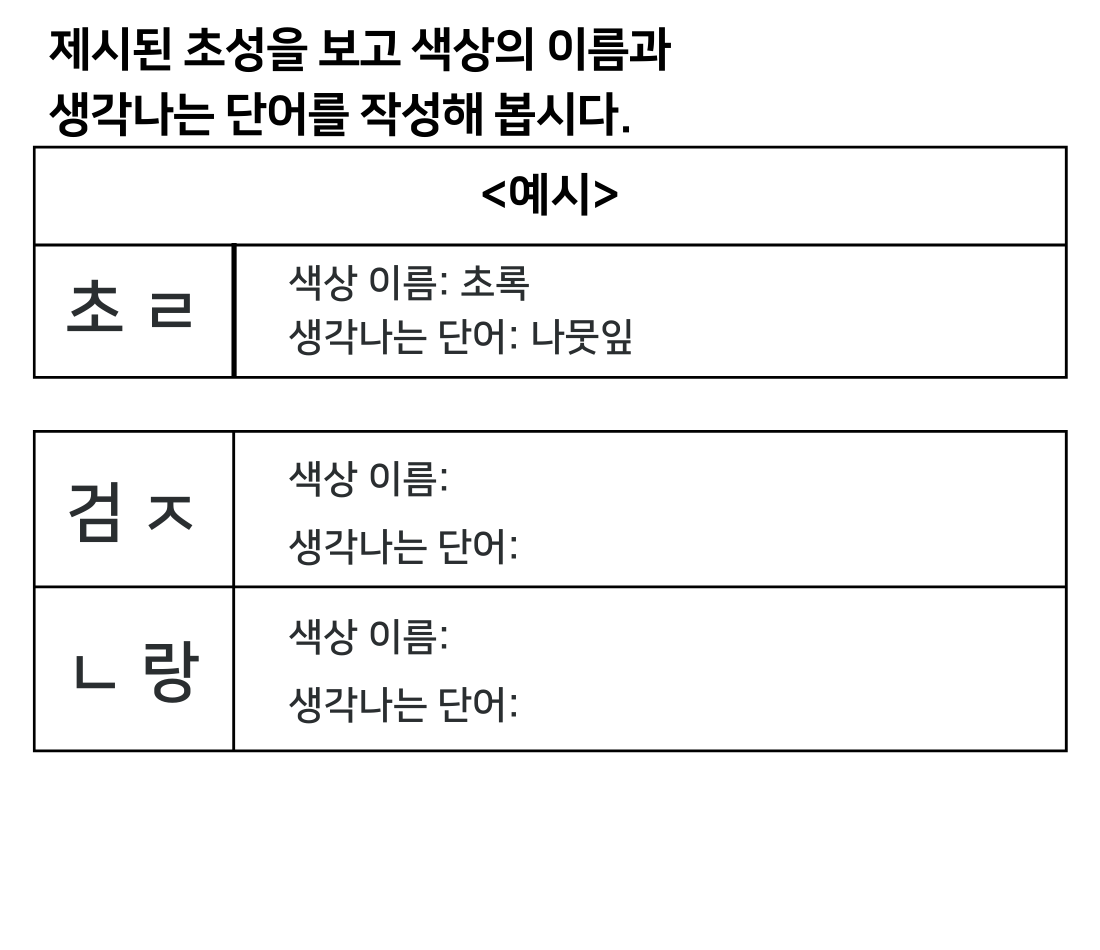 제시된 초성을 보고 색상의 이름과
생각나는 단어를 작성해 봅시다.
<예시>
초 ㄹ
색상 이름: 초록
생각나는 단어: 나뭇잎
검 ㅈ
색상 이름:
생각나는 단어:
ㄴ 랑
색상 이름:
생각나는 단어: